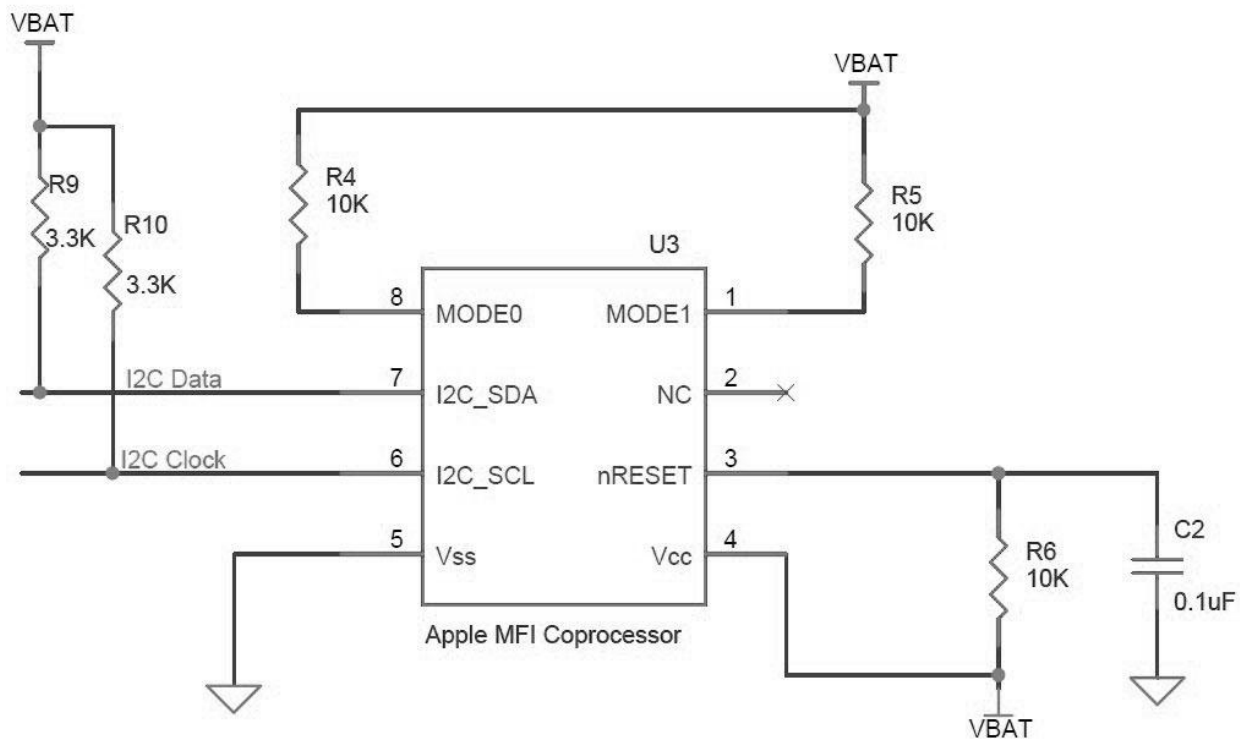 VBAT
VBAT
R9
3.3K
R10
3.3K
R4
10K
R5
10K
U3
8
MODE0
MODE1
1
I2C Data
7
I2C_SDA
NC
2
I2C Clock
6
I2C_SCL
nRESET
3
5
Vss
Vcc
4
R6
10K
C2
0.1uF
Apple MFI Coprocessor
VBAT